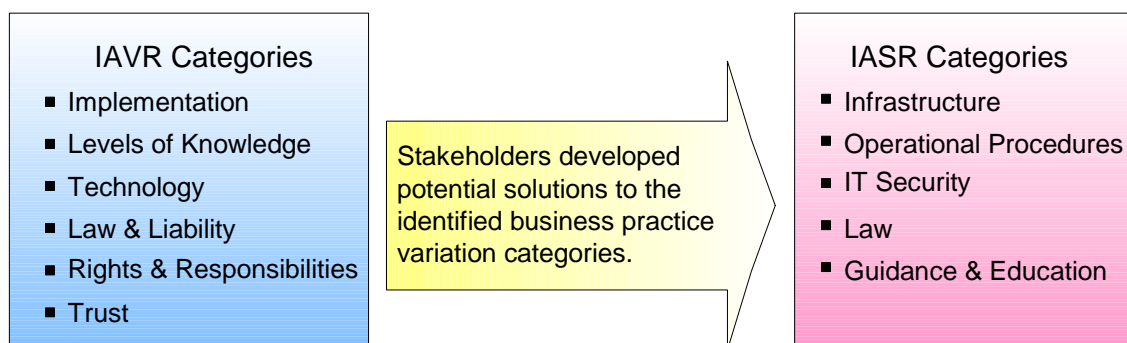 IAVR Categories
▪ Implementation
▪ Levels of Knowledge
▪ Technology
▪ Law & Liability
▪ Rights & Responsibilities
▪ Trust
Stakeholders developed
potential solutions to the
identified business practice
variation categories.
IASR Categories
▪ Infrastructure
▪ Operational Procedures
▪ IT Security
▪ Law
▪ Guidance & Education